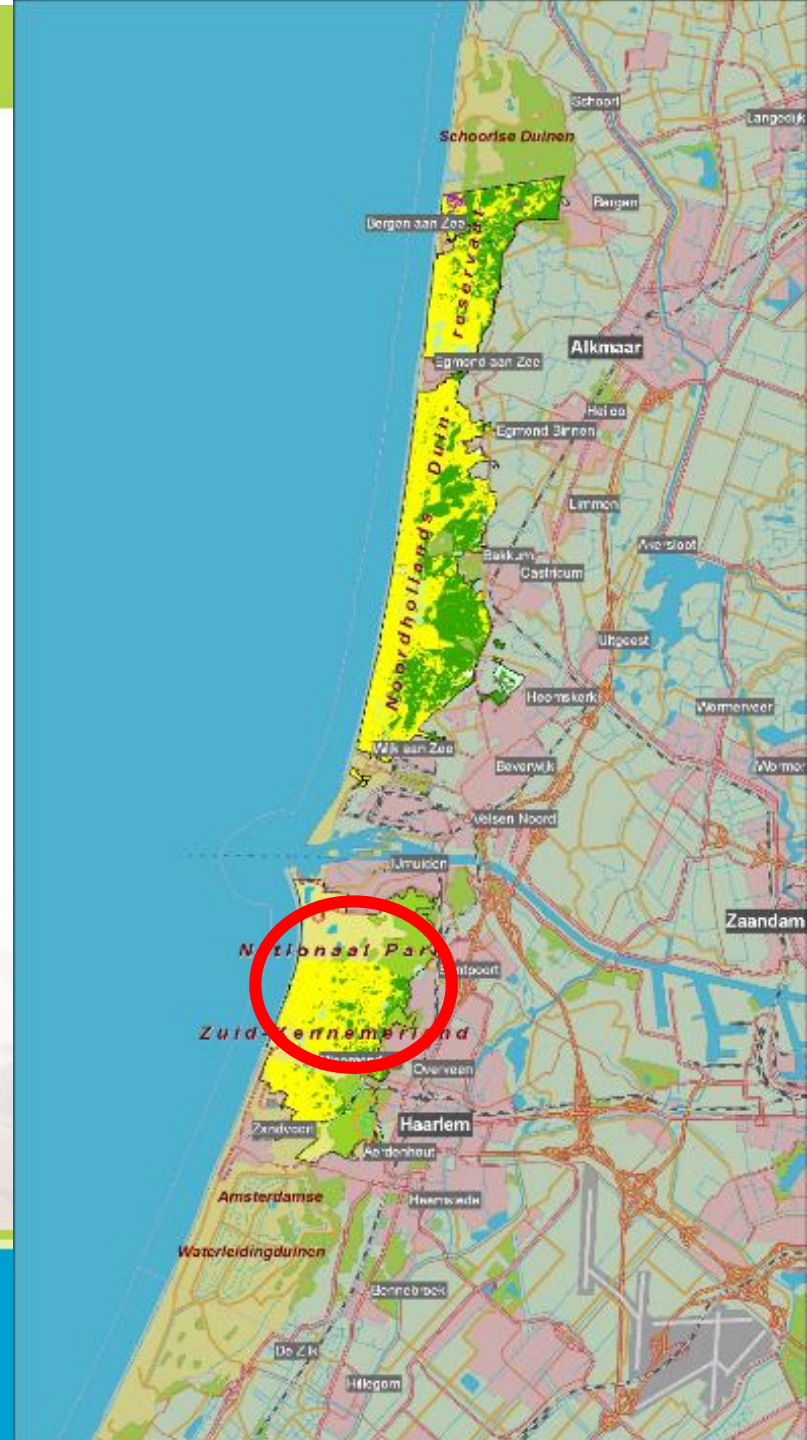 Schoorl
Langedijk
Schoorlse Duinen
Bergen
Bergen aan Zee
Noordhollands Duin-
reservaat
Alkmaar
Egmond aan Zee
Heiloo
Egmond Binnen
Limmen
Akersloot
Bakkum
Castricum
Uitgeest
Heemskerk
Wormerveer
Wijk aan Zee
Beverwijk
Wormer
Velsen Noord
IJmuiden
Zaandam
Nationaal Park
Zuid-Kennemerland
Overveen
Haarlem
Zandvoort
Aerdenhout
Amsterdamse
Heemstede
Waterleidingduinen
Bennebroek
De Zilk
Hillegom